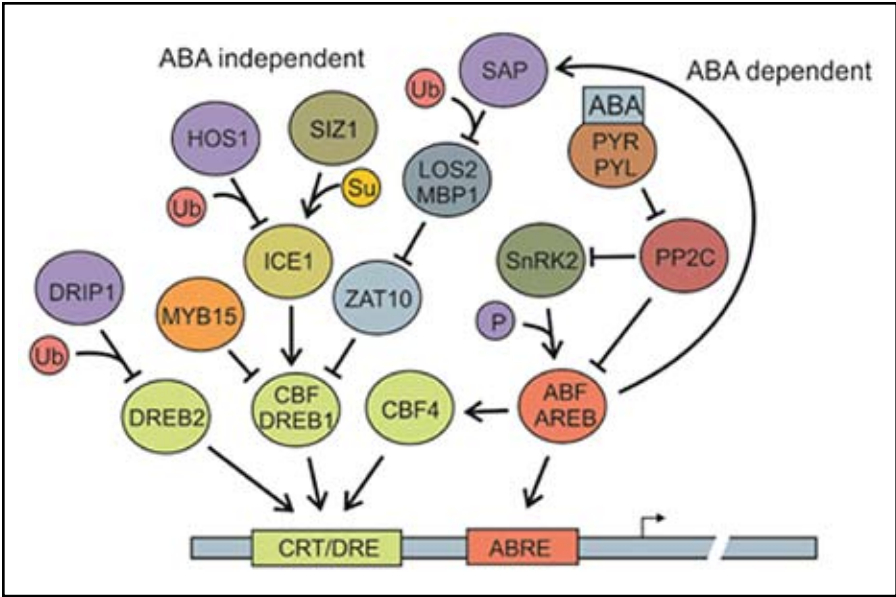 ABA independent
SAP
ABA dependent
Ub
ABA
HOS1
SIZ1
PYR
PYL
LOS2
MBP1
Su
Ub
ICE1
SnRK2
PP2C
DRIP1
ZAT10
MYB15
P
Ub
CBF
DREB1
CBF4
ABF
AREB
DREB2
CRT/DRE
ABRE